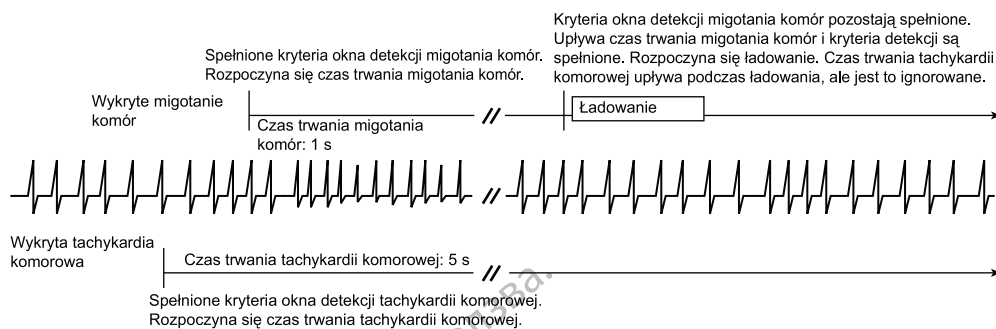 Kryteria okna detekcji migotania komór pozostają spełnione.
Upływa czas trwania migotania komór i kryteria detekcji są
spełnione. Rozpoczyna się ładowanie. Czas trwania tachykardii
komorowej upływa podczas ładowania, ale jest to ignorowane.
Spełnione kryteria okna detekcji migotania komór.
Rozpoczyna się czas trwania migotania komór.
Wykryte migotanie
komór
Ładowanie
Czas trwania migotania
komór: 1 s
Wykryta tachykardia
komorowa
Czas trwania tachykardii komorowej: 5 s
Spełnione kryteria okna detekcji tachykardii komorowej.
Rozpoczyna się czas trwania tachykardii komorowej.